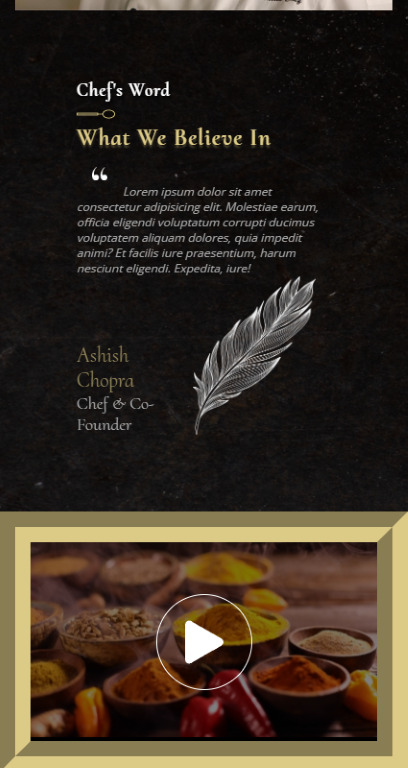 Chef's Word
What We Believe In
“
Lorem ipsum dolor sit amet
consectetur adipisicing elit. Molestiae earum,
officia eligendi voluptatum corrupti ducimus
voluptatem aliquam dolores, quia impedit
animi? Et facilis iure praesentium, harum
nesciunt eligendi. Expedita, iure!
Ashish
Chopra
Chef & Co-
Founder